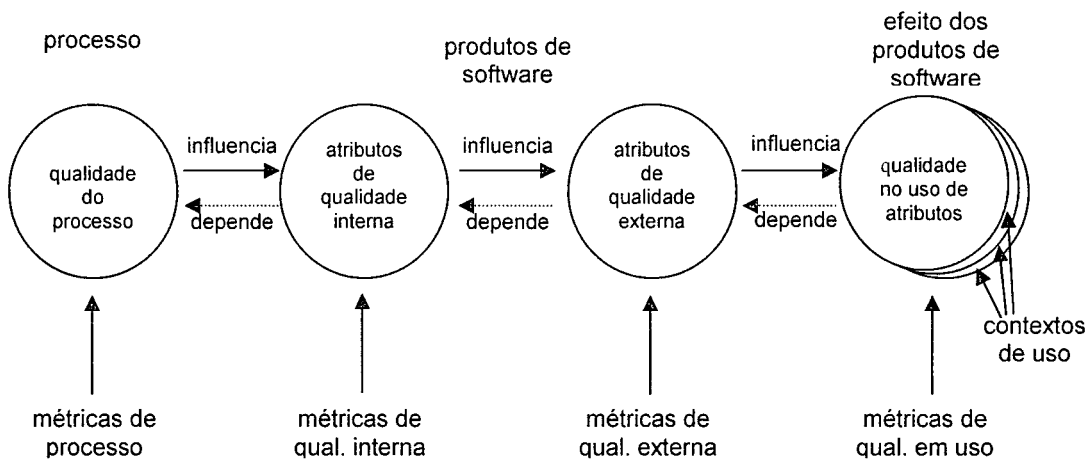 processo
produtos de
software
efeito dos
produtos de
software
qualidade
do
processo
influencia
depende
atributos
de
qualidade
interna
influencia
depende
atributos
de
qualidade
externa
influencia
depende
qualidade
no uso de
atributos
contextos
de uso
métricas de
processo
métricas de
qual. interna
métricas de
qual. externa
métricas de
qual. em uso